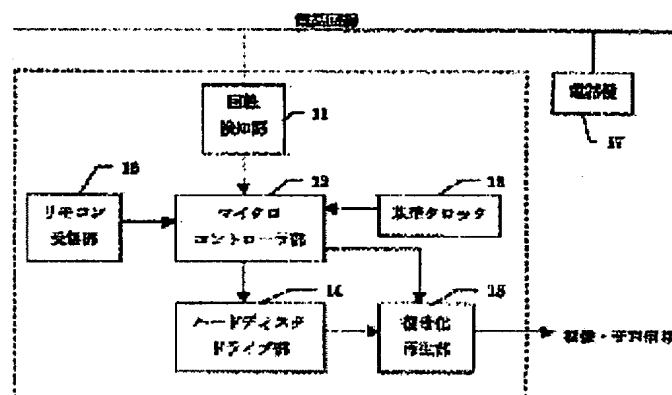 電話回線
回線
検知部
11
電話機
17
16
リモコン
受信部
12
マイクロ
コントローラ部
基準クロック
14
ハードディスク
ドライブ部
15
復号化
再生部
映像・音声信号